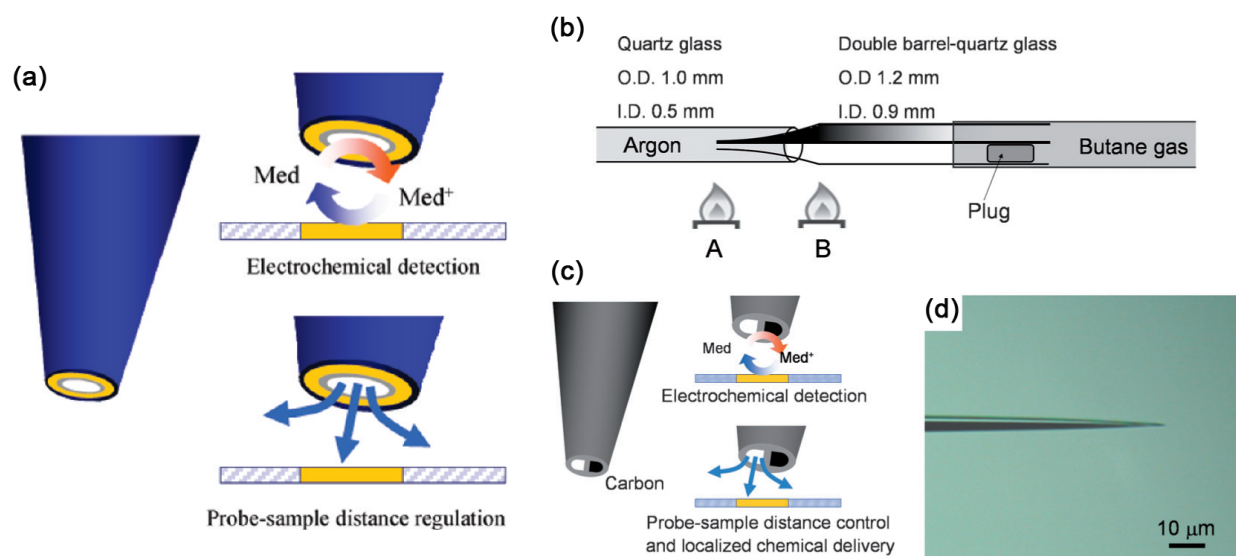 (a)
Med
Med⁺
Electrochemical detection
Probe-sample distance regulation
(b)
Quartz glass
O.D. 1.0 mm
I.D. 0.5 mm
Double barrel-quartz glass
O.D 1.2 mm
I.D. 0.9 mm
Argon
Butane gas
Plug
A
B
(c)
Carbon
Med
Med⁺
Electrochemical detection
Probe-sample distance control
and localized chemical delivery
(d)
10 μm